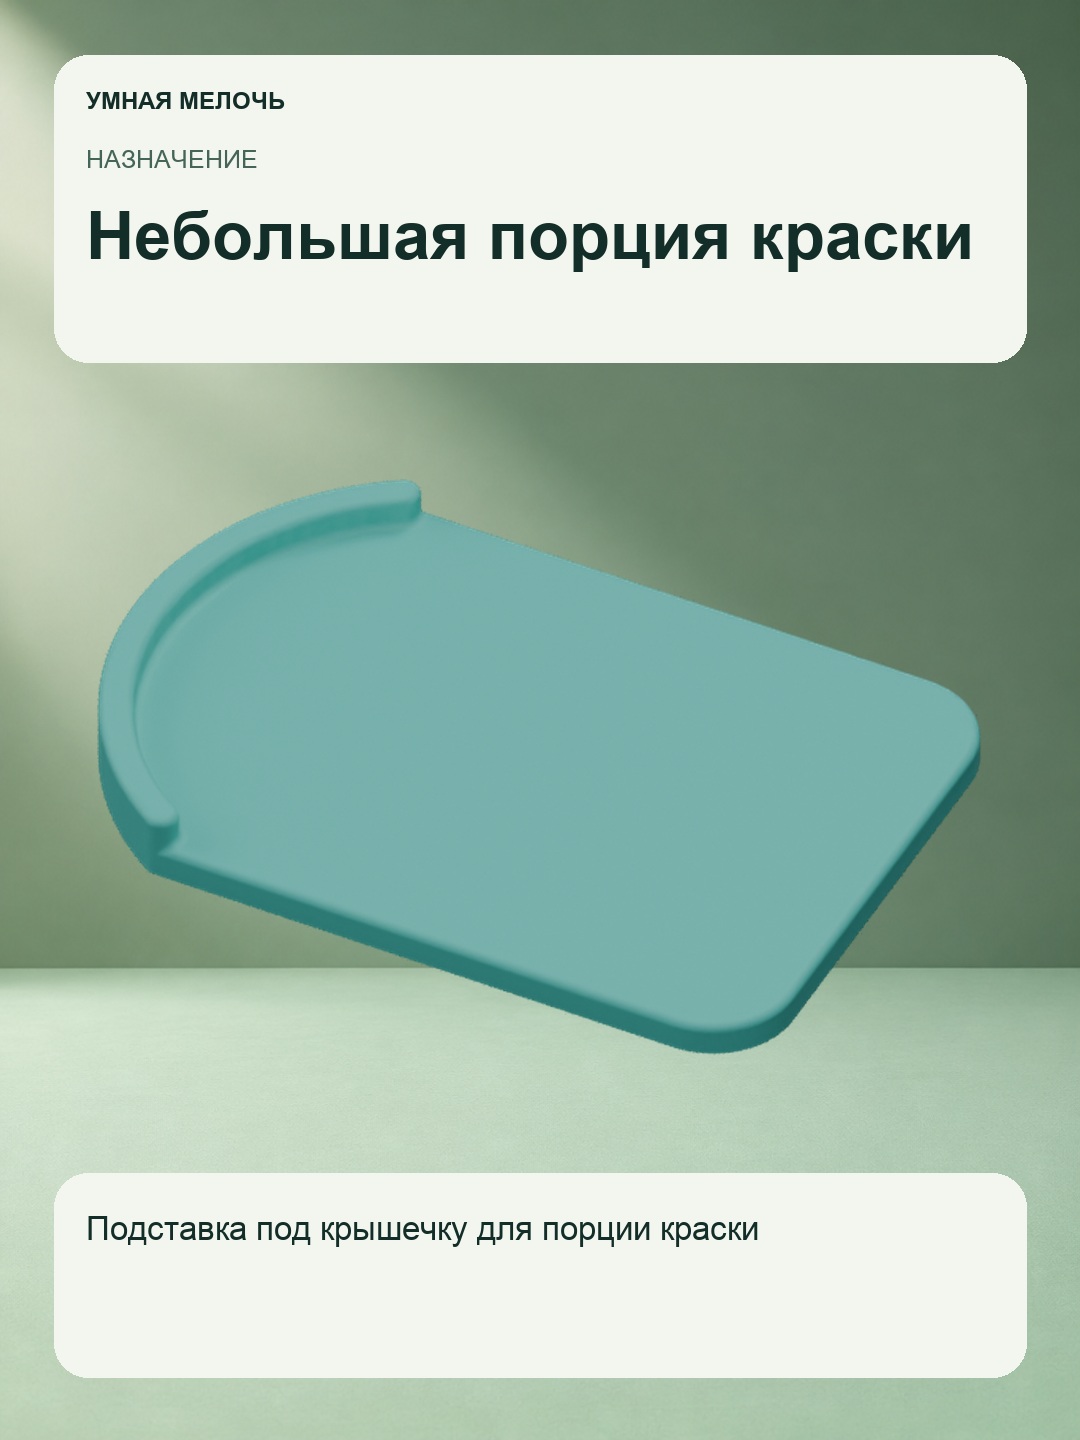 УМНАЯ МЕЛОЧЬ
НАЗНАЧЕНИЕ
Небольшая порция краски
Подставка под крышечку для порции краски